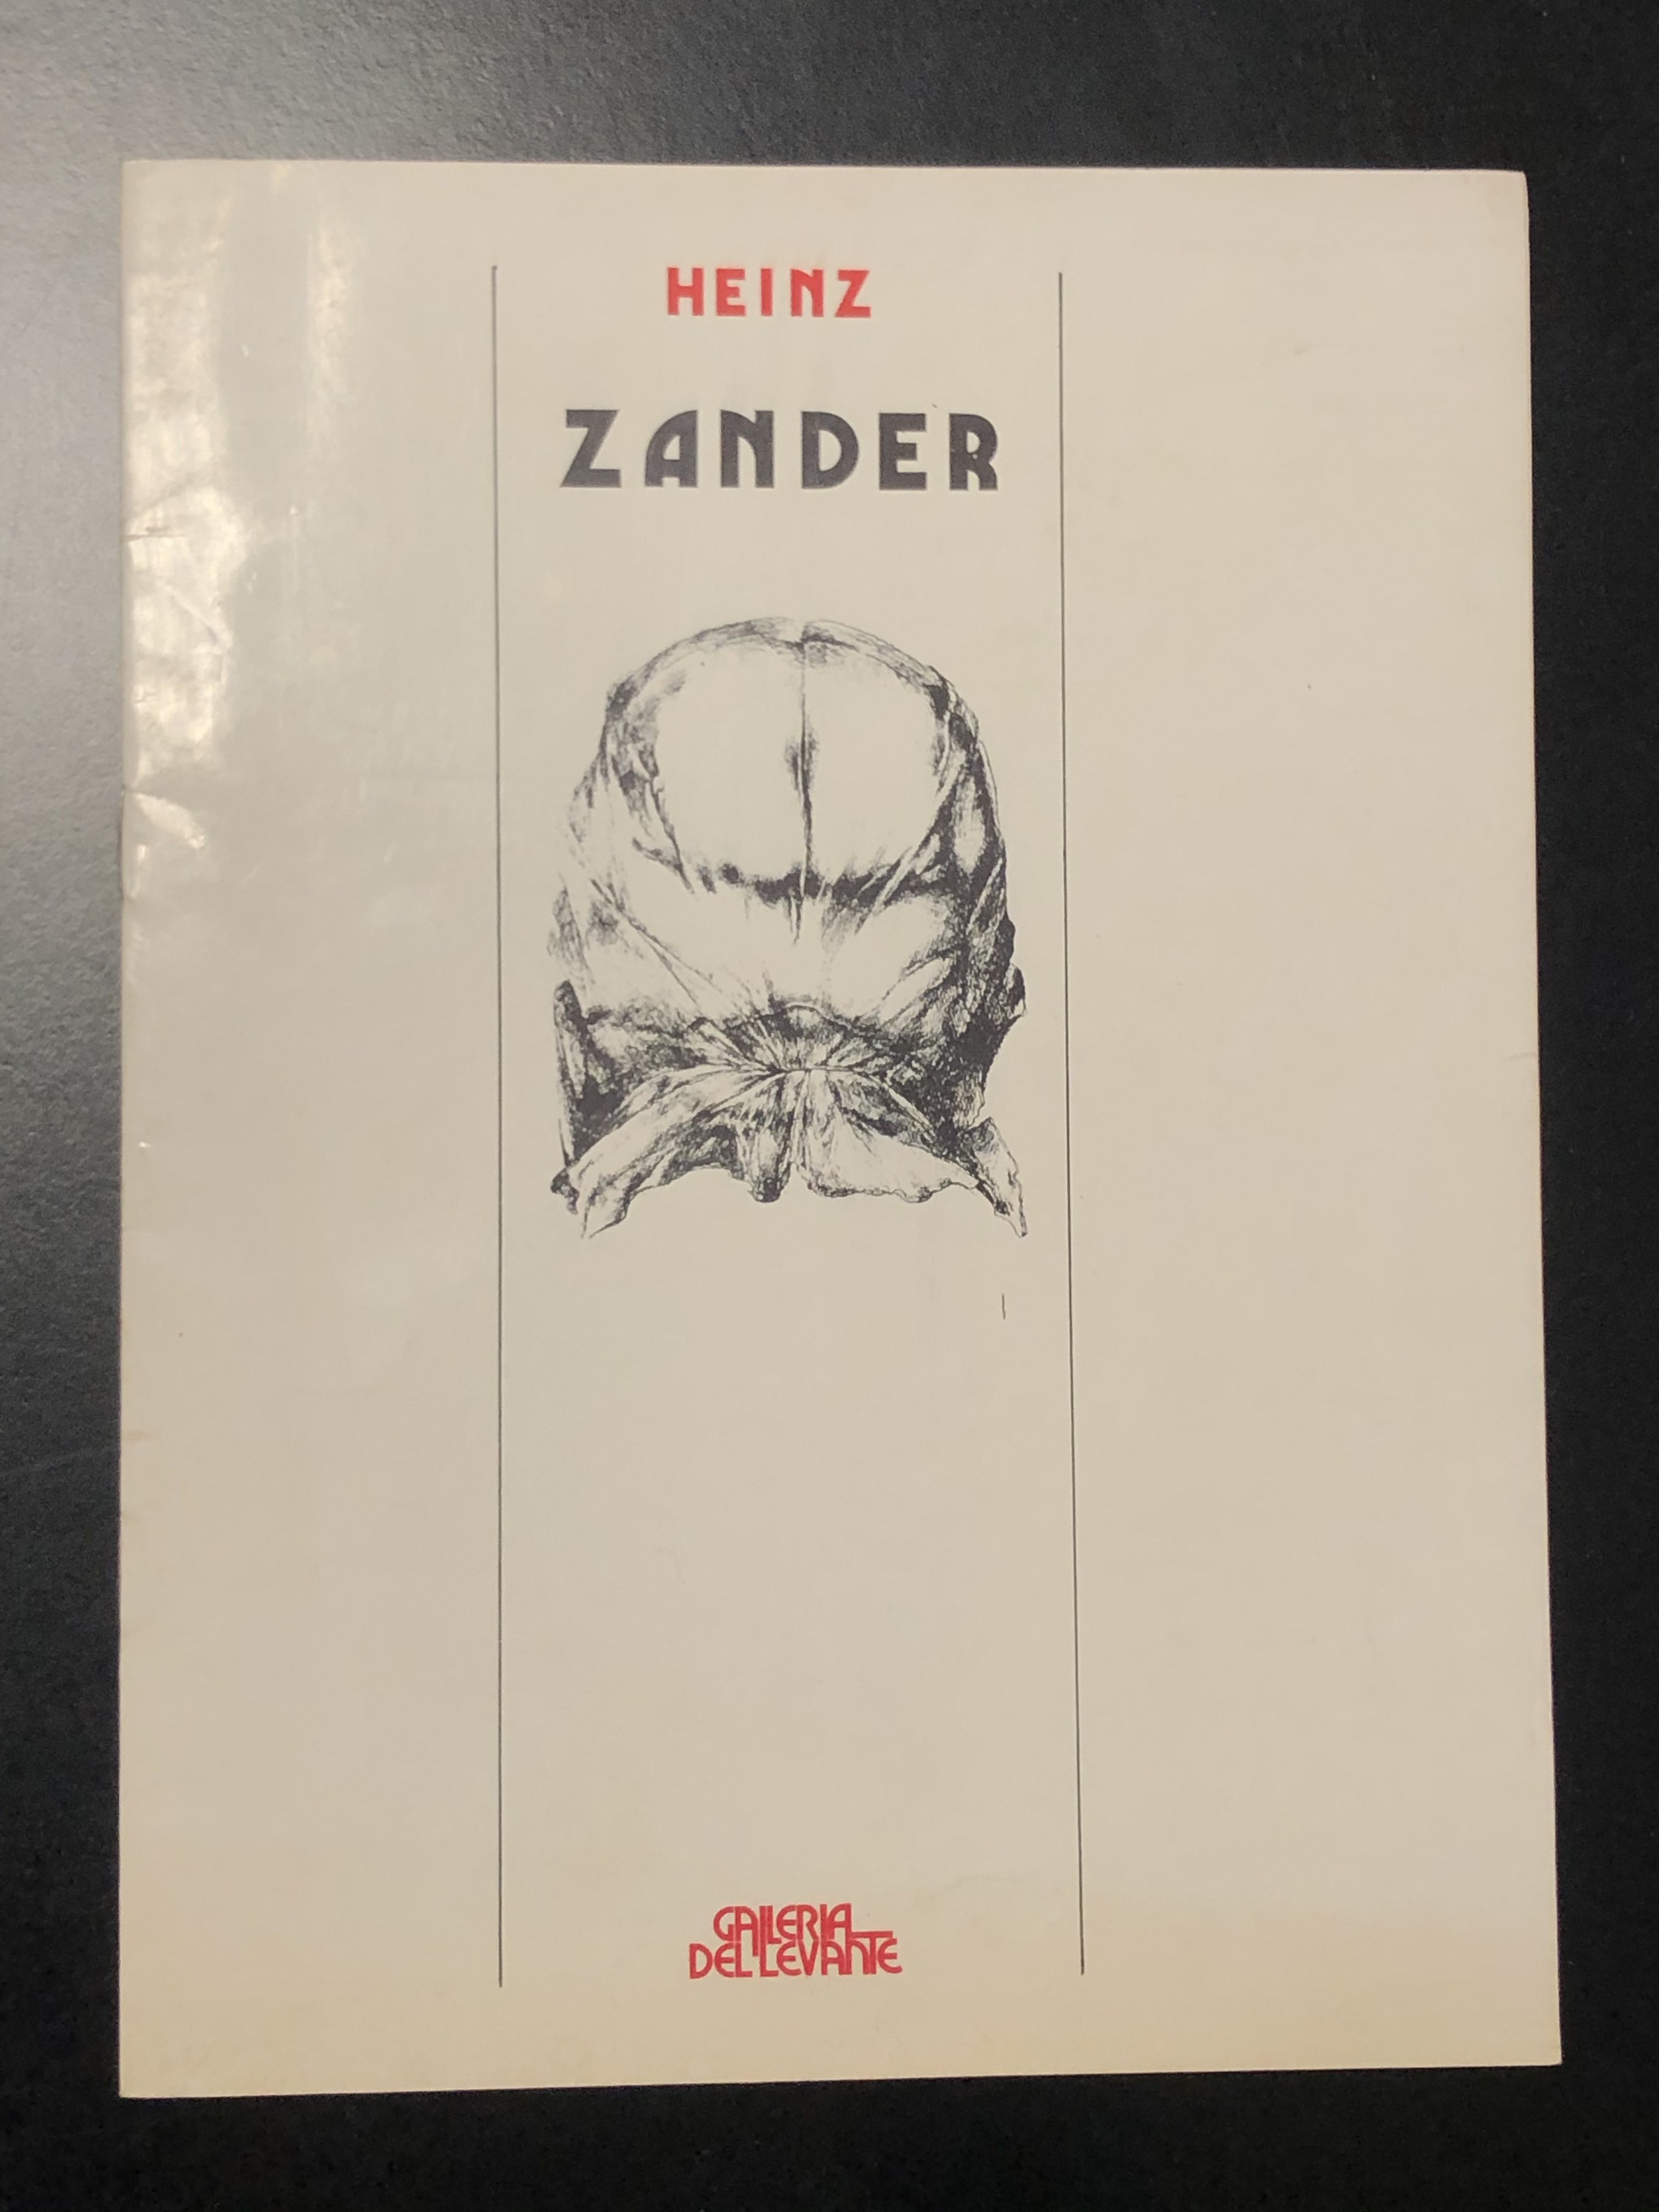 HEINZ
ZANDER
GALLERIA
DEL LEVANTE